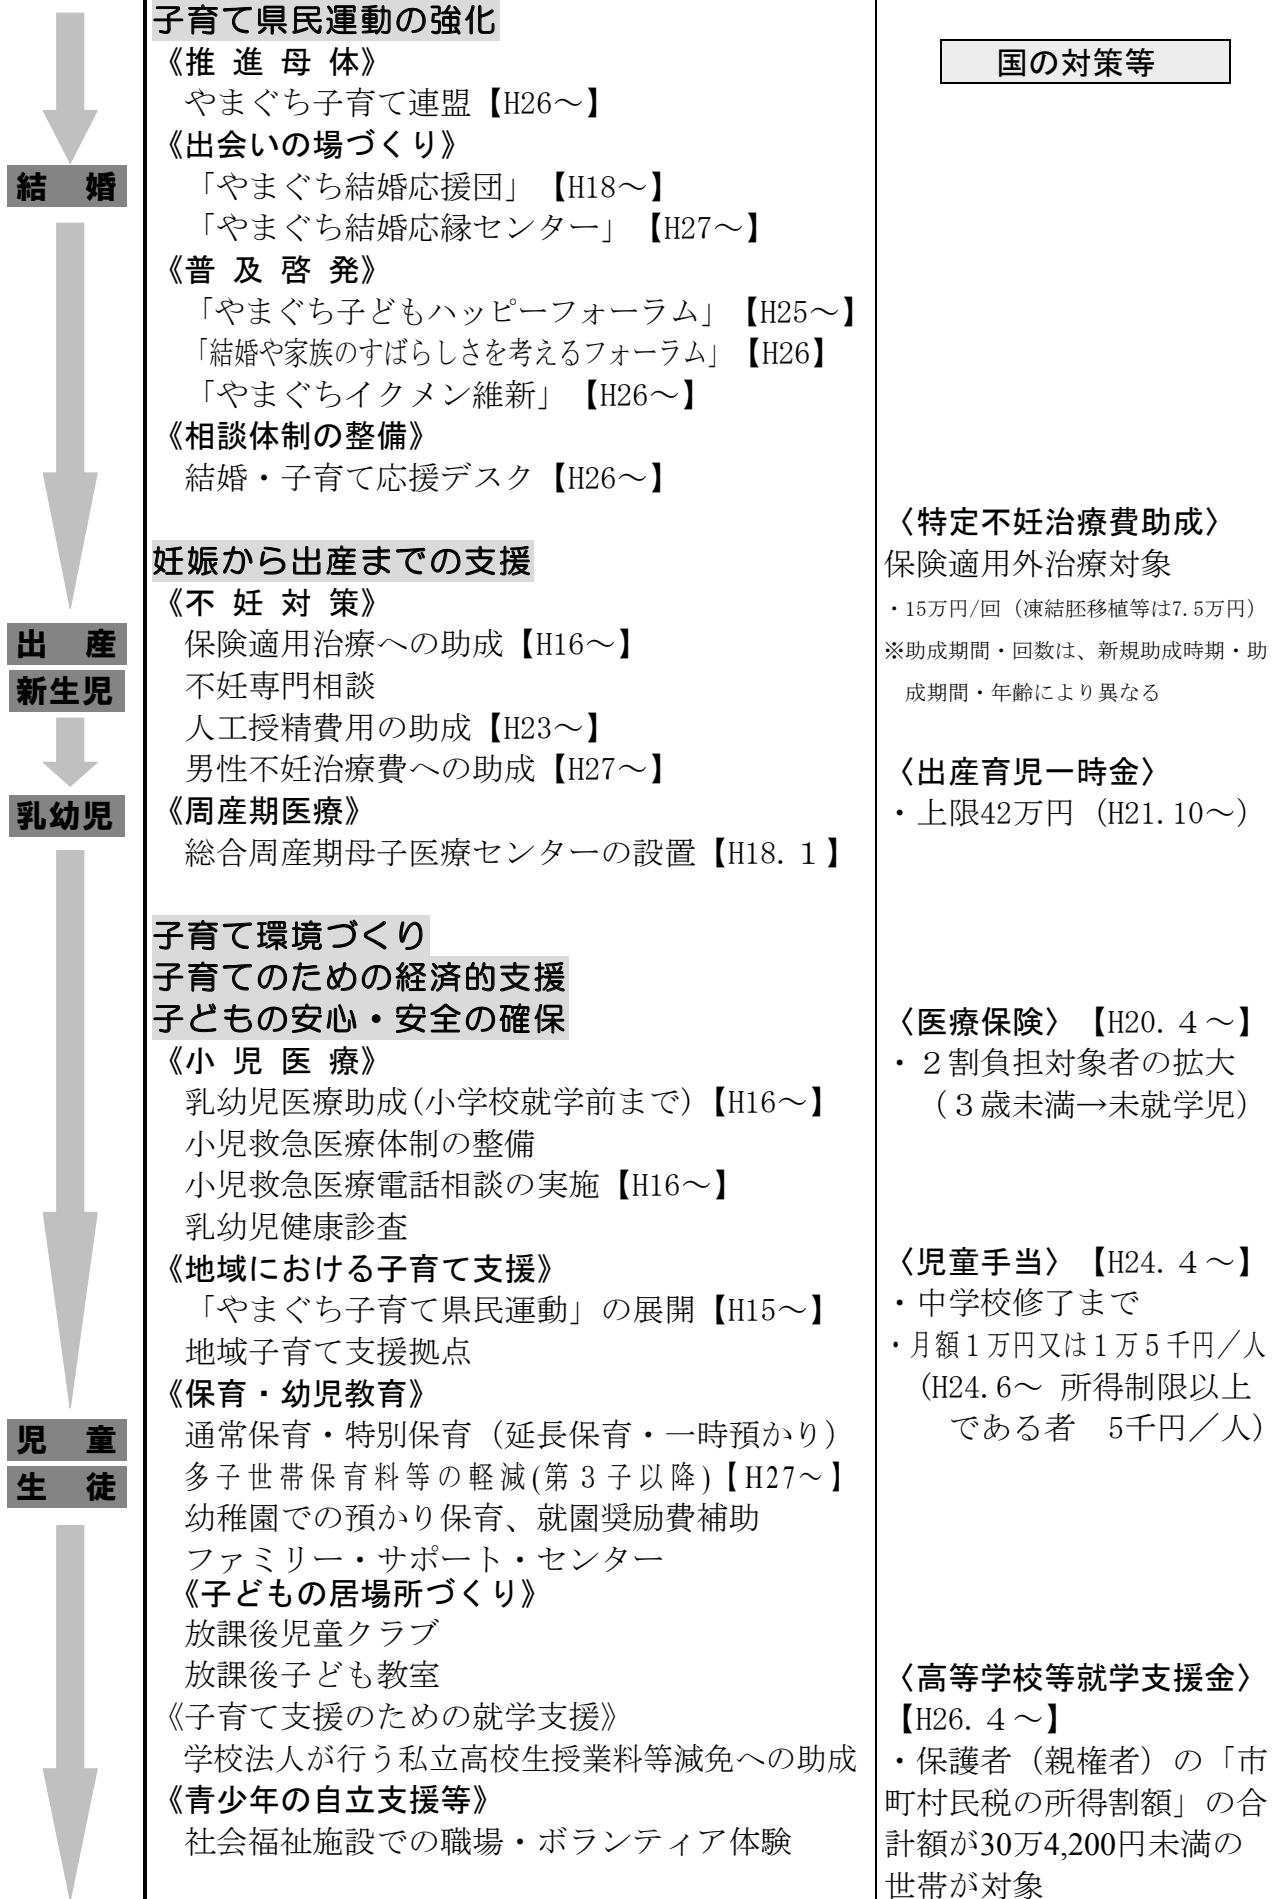 結　婚
出　産
新生児
乳幼児
児　童
生　徒
子育て県民運動の強化
《推 進 母 体》
やまぐち子育て連盟【H26～】
《出会いの場づくり》
「やまぐち結婚応援団」【H18～】
「やまぐち結婚応縁センター」【H27～】
《普 及 啓 発》
「やまぐち子どもハッピーフォーラム」【H25～】
「結婚や家族のすばらしさを考えるフォーラム」【H26】
「やまぐちイクメン維新」【H26～】
《相談体制の整備》
結婚・子育て応援デスク【H26～】
妊娠から出産までの支援
《不 妊 対 策》
保険適用治療への助成【H16～】
不妊専門相談
人工授精費用の助成【H23～】
男性不妊治療費への助成【H27～】
《周産期医療》
総合周産期母子医療センターの設置【H18.１】
子育て環境づくり
子育てのための経済的支援
子どもの安心・安全の確保
《小 児 医 療》
乳幼児医療助成(小学校就学前まで)【H16～】
小児救急医療体制の整備
小児救急医療電話相談の実施【H16～】
乳幼児健康診査
《地域における子育て支援》
「やまぐち子育て県民運動」の展開【H15～】
地域子育て支援拠点
《保育・幼児教育》
通常保育・特別保育（延長保育・一時預かり）
多子世帯保育料等の軽減(第３子以降)【H27～】
幼稚園での預かり保育、就園奨励費補助
ファミリー・サポート・センター
《子どもの居場所づくり》
放課後児童クラブ
放課後子ども教室
《子育て支援のための就学支援》
学校法人が行う私立高校生授業料等減免への助成
《青少年の自立支援等》
社会福祉施設での職場・ボランティア体験
国の対策等
〈特定不妊治療費助成〉
保険適用外治療対象
・15万円/回（凍結胚移植等は7.5万円）
※助成期間・回数は、新規助成時期・助
成期間・年齢により異なる
〈出産育児一時金〉
・上限42万円（H21.10～）
〈医療保険〉【H20.４～】
・２割負担対象者の拡大
（３歳未満→未就学児）
〈児童手当〉【H24.４～】
・中学校修了まで
・月額１万円又は１万５千円／人
（H24.6～ 所得制限以上
である者　5千円／人）
〈高等学校等就学支援金〉
【H26.４～】
・保護者（親権者）の「市
町村民税の所得割額」の合
計額が30万4,200円未満の
世帯が対象